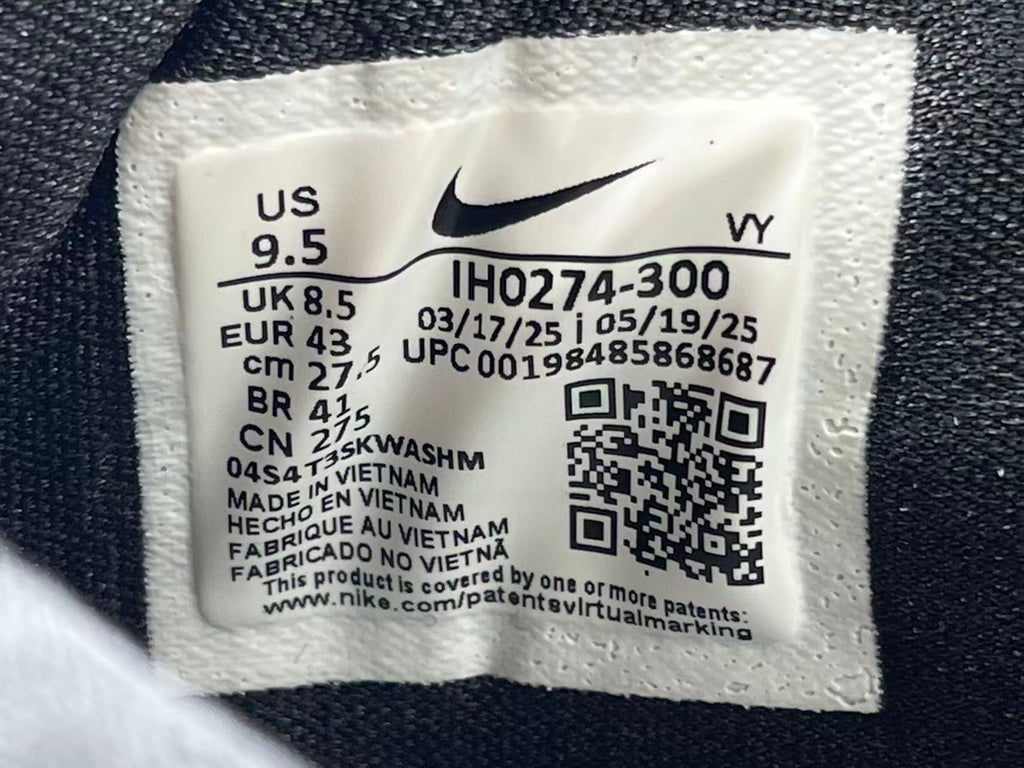 US
9.5
VY
IH0274-300
UK 8.5
03/17/25 | 05/19/25
EUR 43
UPC 00198485868687
cm 27.5
BR 41
CN 275
04S4T3SKWASHM
MADE IN VIETNAM
HECHO EN VIETNAM
FABRIQUE AU VIETNAM
FABRICADO NO VIETNÃ
This product is covered by one or more patents:
www.nike.com/patentsvirtualmarking